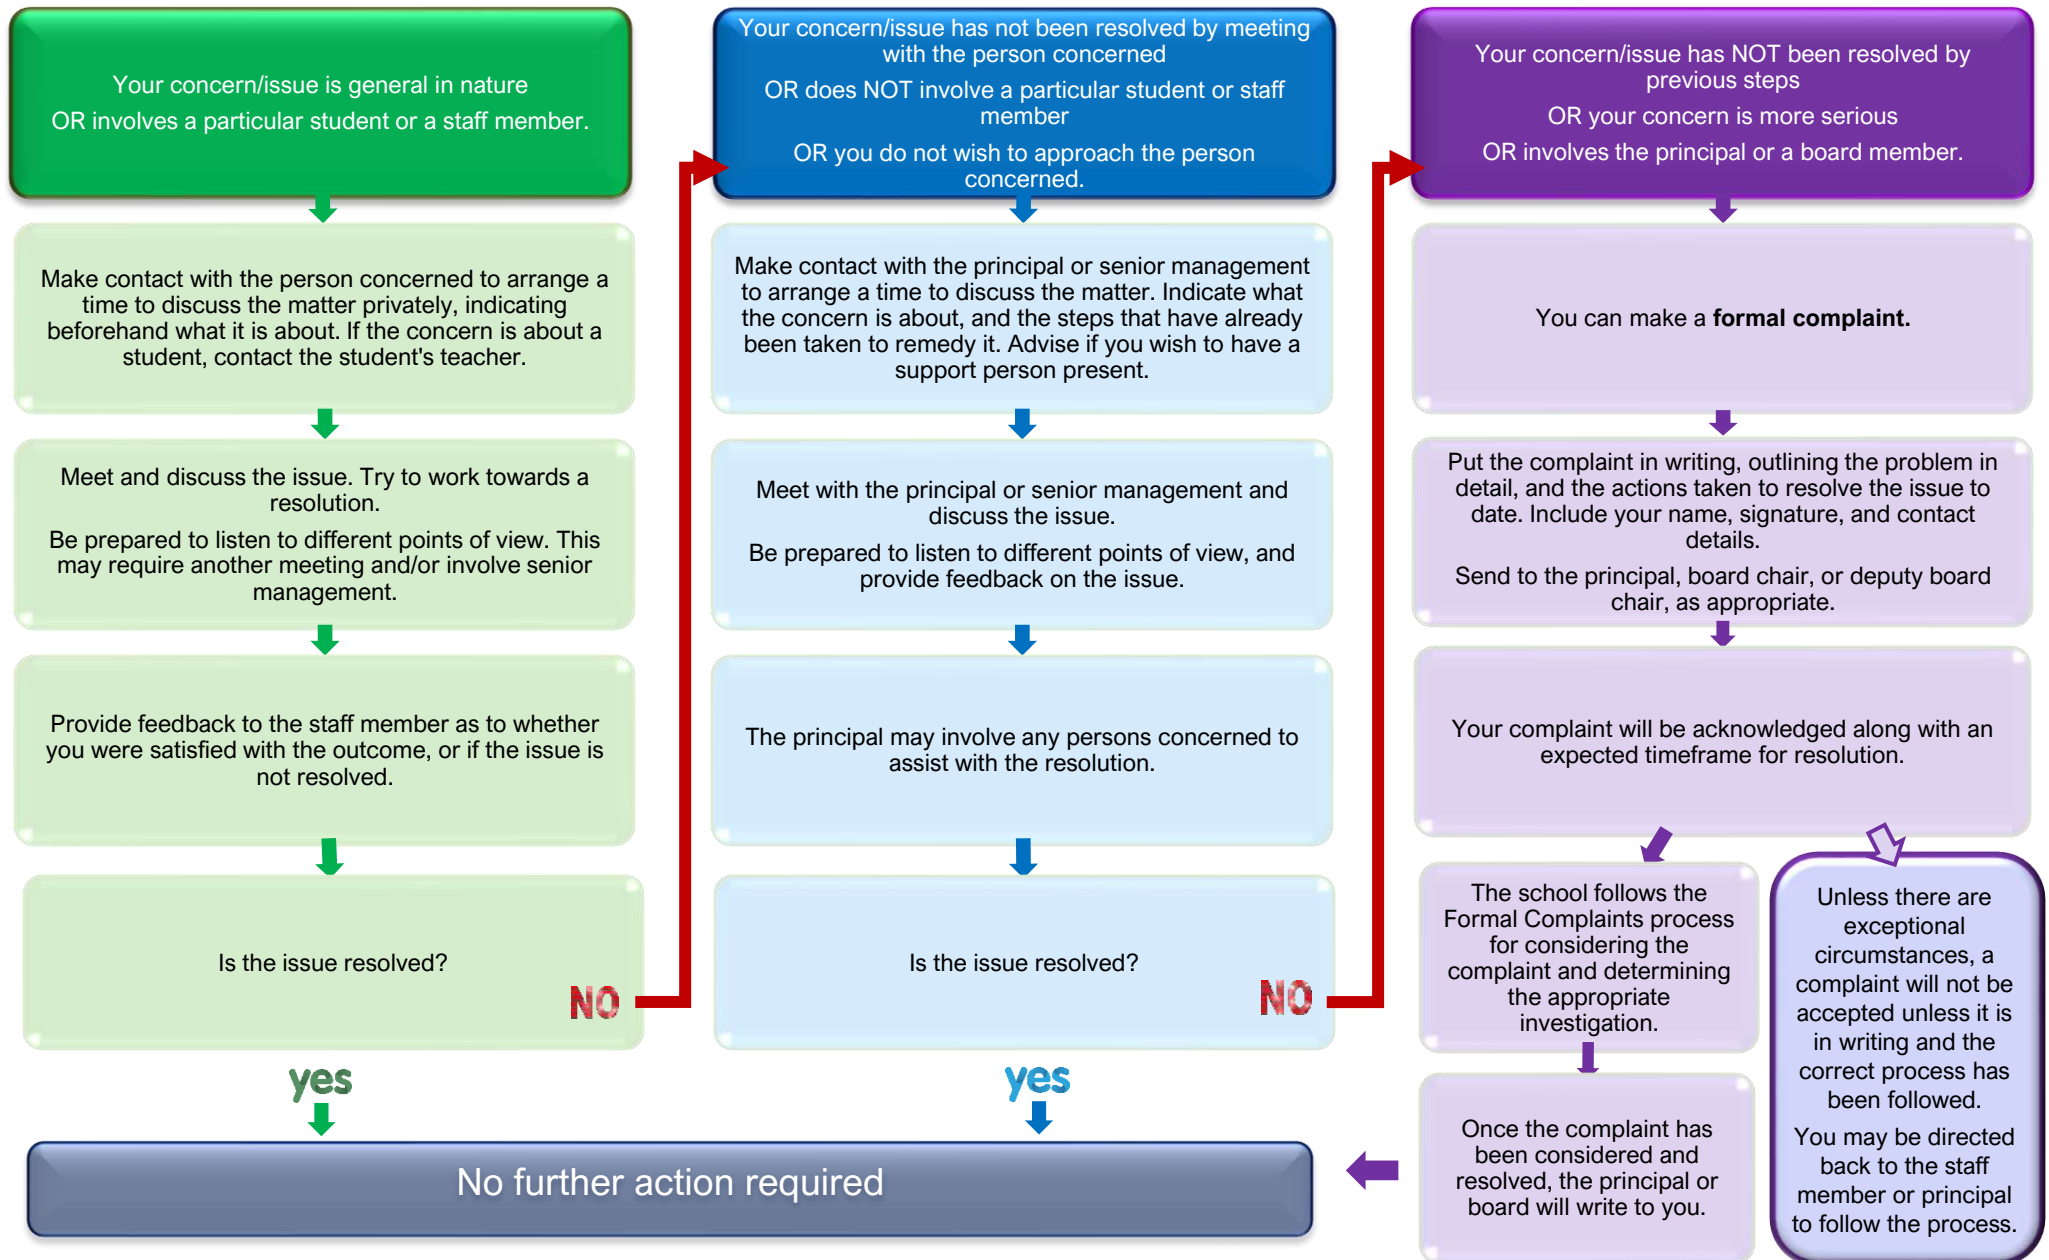 Your concern/issue is general in nature
OR involves a particular student or a staff member.
Make contact with the person concerned to arrange a
time to discuss the matter privately, indicating
beforehand what it is about. If the concern is about a
student, contact the student's teacher.
Meet and discuss the issue. Try to work towards a
resolution.
Be prepared to listen to different points of view. This
may require another meeting and/or involve senior
management.
Provide feedback to the staff member as to whether
you were satisfied with the outcome, or if the issue is
not resolved.
Is the issue resolved?
NO
yes
Your concern/issue has not been resolved by meeting
with the person concerned
OR does NOT involve a particular student or staff
member
OR you do not wish to approach the person
concerned.
Make contact with the principal or senior management
to arrange a time to discuss the matter. Indicate what
the concern is about, and the steps that have already
been taken to remedy it. Advise if you wish to have a
support person present.
Meet with the principal or senior management and
discuss the issue.
Be prepared to listen to different points of view, and
provide feedback on the issue.
The principal may involve any persons concerned to
assist with the resolution.
Is the issue resolved?
NO
yes
Your concern/issue has NOT been resolved by
previous steps
OR your concern is more serious
OR involves the principal or a board member.
You can make a formal complaint.
Put the complaint in writing, outlining the problem in
detail, and the actions taken to resolve the issue to
date. Include your name, signature, and contact
details.
Send to the principal, board chair, or deputy board
chair, as appropriate.
Your complaint will be acknowledged along with an
expected timeframe for resolution.
The school follows the
Formal Complaints process
for considering the
complaint and determining
the appropriate
investigation.
Once the complaint has
been considered and
resolved, the principal or
board will write to you.
Unless there are
exceptional
circumstances, a
complaint will not be
accepted unless it is
in writing and the
correct process has
been followed.
You may be directed
back to the staff
member or principal
to follow the process.
No further action required